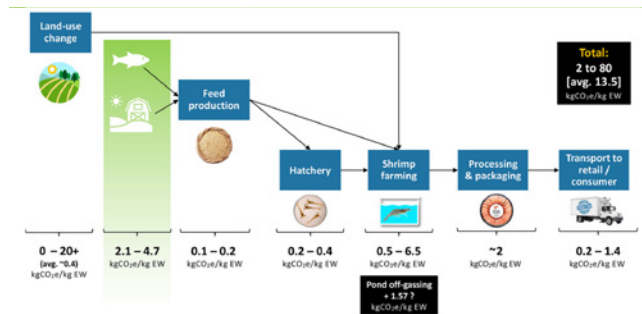 Land-use
change
Total:
2 to 80
[avg. 13.5]
kgCO₂e/kg EW
Feed
production
Hatchery
Shrimp
farming
Processing
& packaging
Transport to
retail /
consumer
0 – 20+
(avg. ~0.4)
kgCO₂e/kg EW
2.1 – 4.7
kgCO₂e/kg EW
0.1 – 0.2
kgCO₂e/kg EW
0.2 – 0.4
kgCO₂e/kg EW
0.5 – 6.5
kgCO₂e/kg EW
~2
kgCO₂e/kg EW
0.2 – 1.4
kgCO₂e/kg EW
Pond off-gassing
+ 1.57 ?
kgCO₂e/kg EW